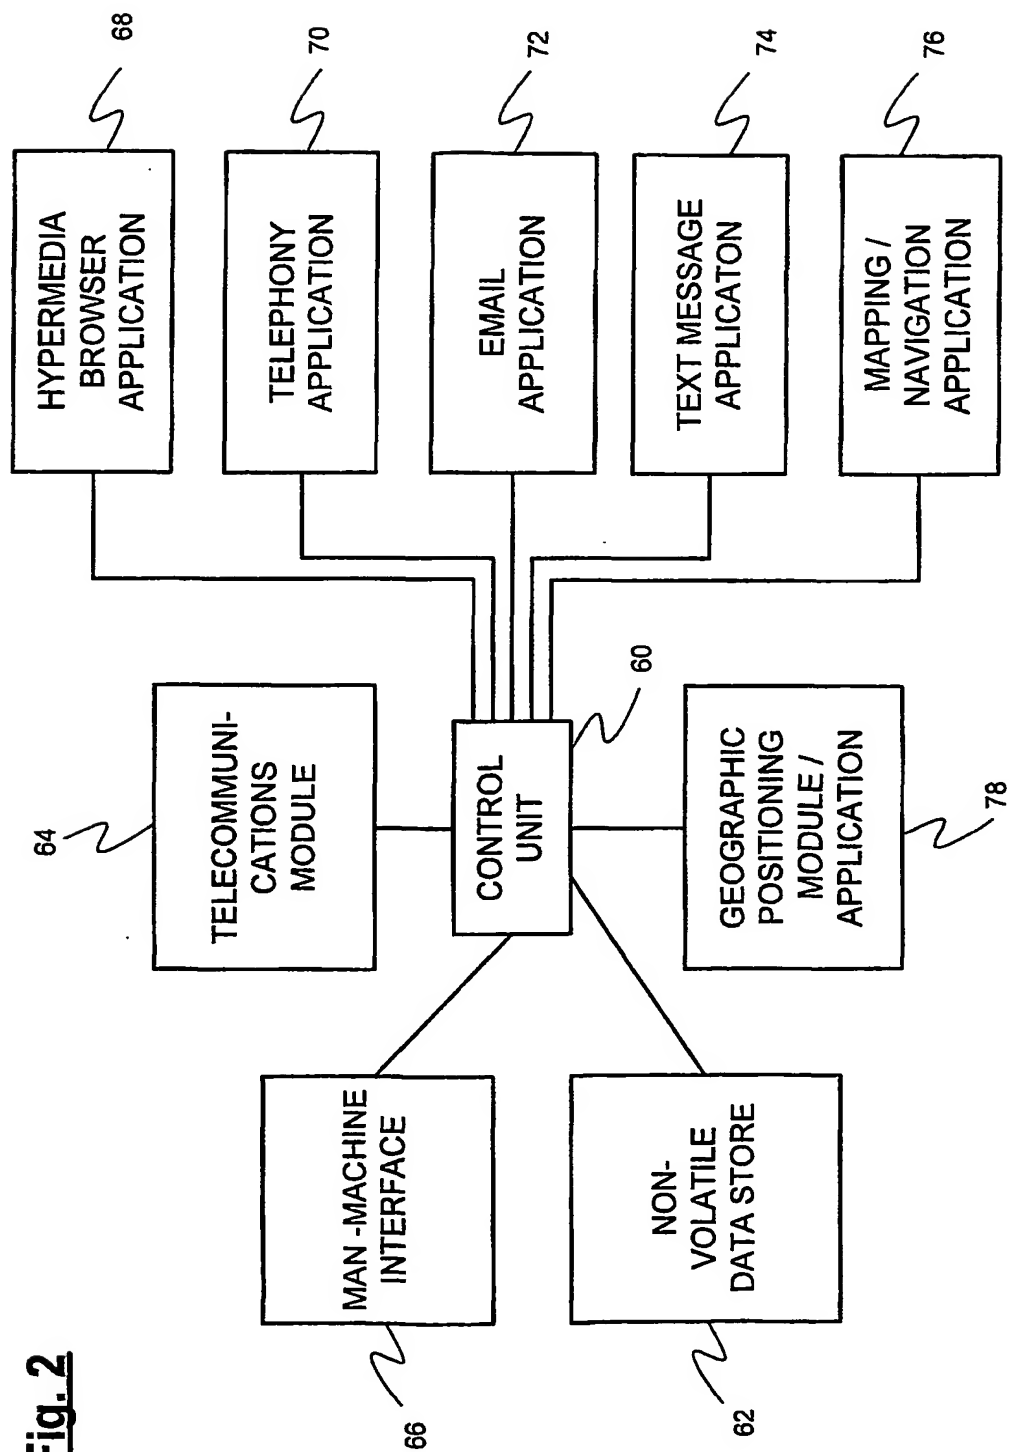 Fig. 2
68
HYPERMEDIA
BROWSER
APPLICATION
64
TELECOMMUNI-
CATIONS
MODULE
70
TELEPHONY
APPLICATION
66
MAN -MACHINE
INTERFACE
60
CONTROL
UNIT
72
EMAIL
APPLICATION
62
NON-
VOLATILE
DATA STORE
74
TEXT MESSAGE
APPLICATON
78
GEOGRAPHIC
POSITIONING
MODULE /
APPLICATION
76
MAPPING /
NAVIGATION
APPLICATION